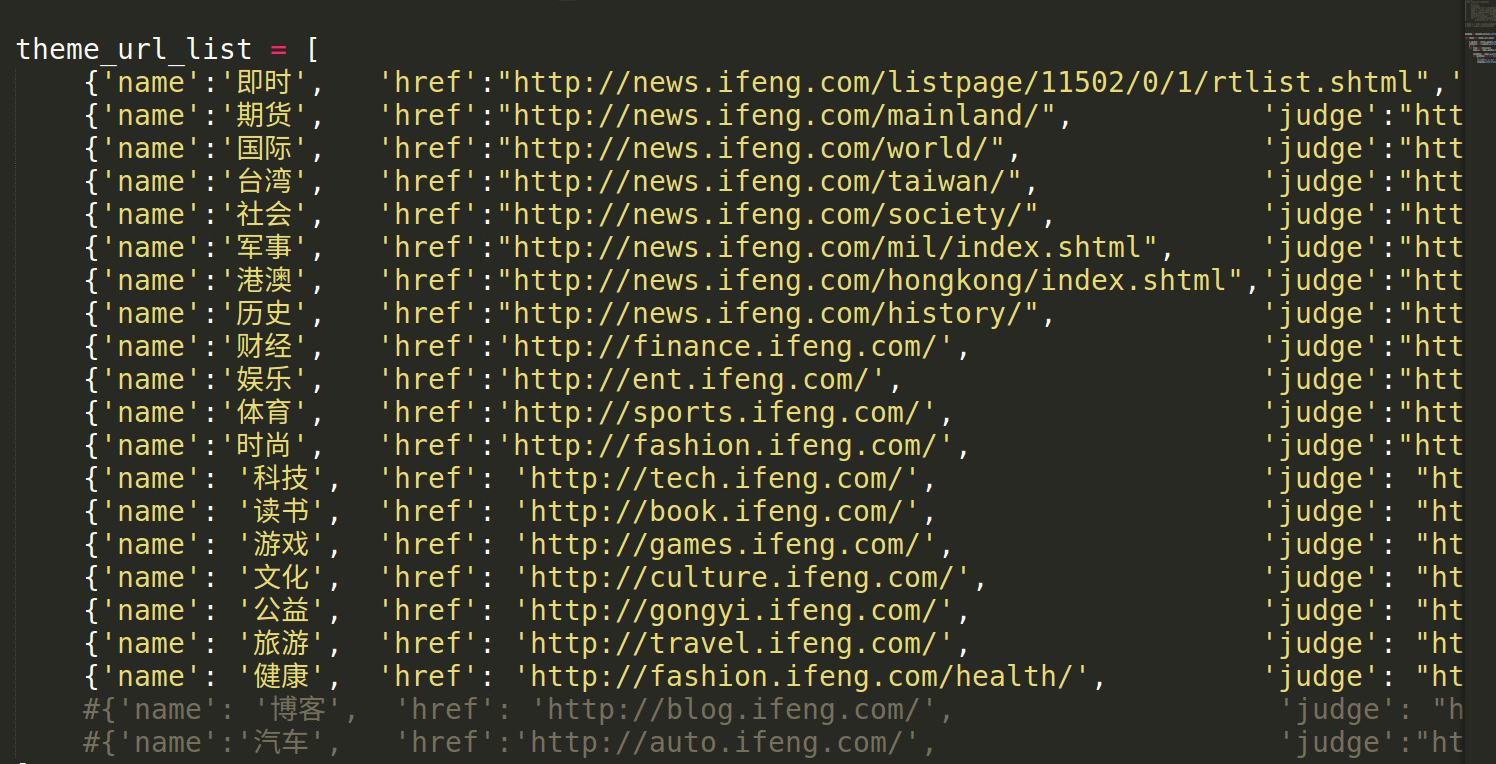 theme_url_list = [
{'name':'即时', 'href':"http://news.ifeng.com/listpage/11502/0/1/rtlist.shtml",'
{'name':'期货', 'href':"http://news.ifeng.com/mainland/", 'judge':"htt
{'name':'国际', 'href':"http://news.ifeng.com/world/", 'judge':"htt
{'name':'台湾', 'href':"http://news.ifeng.com/taiwan/", 'judge':"htt
{'name':'社会', 'href':"http://news.ifeng.com/society/", 'judge':"htt
{'name':'军事', 'href':"http://news.ifeng.com/mil/index.shtml", 'judge':"htt
{'name':'港澳', 'href':"http://news.ifeng.com/hongkong/index.shtml",'judge':"htt
{'name':'历史', 'href':"http://news.ifeng.com/history/", 'judge':"htt
{'name':'财经', 'href':'http://finance.ifeng.com/', 'judge':"htt
{'name':'娱乐', 'href':'http://ent.ifeng.com/', 'judge':"htt
{'name':'体育', 'href':'http://sports.ifeng.com/', 'judge':"htt
{'name':'时尚', 'href':'http://fashion.ifeng.com/', 'judge':"htt
{'name': '科技', 'href': 'http://tech.ifeng.com/', 'judge': "ht
{'name': '读书', 'href': 'http://book.ifeng.com/', 'judge': "ht
{'name': '游戏', 'href': 'http://games.ifeng.com/', 'judge': "ht
{'name': '文化', 'href': 'http://culture.ifeng.com/', 'judge': "ht
{'name': '公益', 'href': 'http://gongyi.ifeng.com/', 'judge': "ht
{'name': '旅游', 'href': 'http://travel.ifeng.com/', 'judge': "ht
{'name': '健康', 'href': 'http://fashion.ifeng.com/health/', 'judge': "ht
#{'name': '博客', 'href': 'http://blog.ifeng.com/', 'judge': "h
#{'name':'汽车', 'href':'http://auto.ifeng.com/', 'judge':"ht